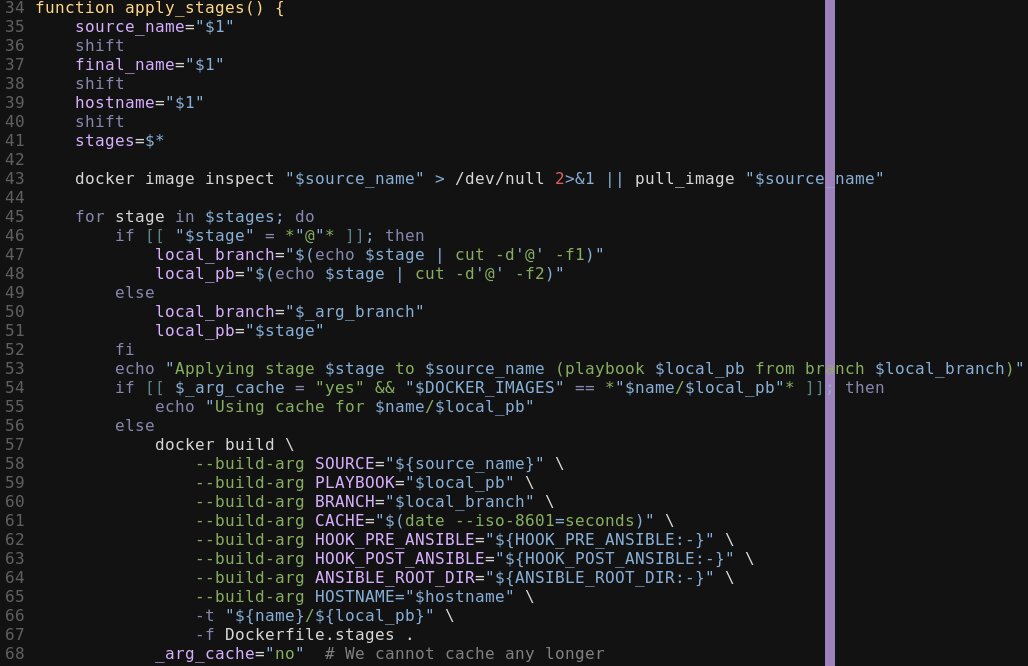 34 function apply_stages() {
35     source_name="$1"
36     shift
37     final_name="$1"
38     shift
39     hostname="$1"
40     shift
41     stages=$*
42
43     docker image inspect "$source_name" > /dev/null 2>&1 || pull_image "$source_name"
44
45     for stage in $stages; do
46         if [[ "$stage" = *"@"* ]]; then
47             local_branch="$(echo $stage | cut -d'@' -f1)"
48             local_pb="$(echo $stage | cut -d'@' -f2)"
49         else
50             local_branch="$_arg_branch"
51             local_pb="$stage"
52         fi
53         echo "Applying stage $stage to $source_name (playbook $local_pb from branch $local_branch)"
54         if [[ $_arg_cache = "yes" && "$DOCKER_IMAGES" == *"$name/$local_pb"* ]]; then
55             echo "Using cache for $name/$local_pb"
56         else
57             docker build \
58                 --build-arg SOURCE="${source_name}" \
59                 --build-arg PLAYBOOK="$local_pb" \
60                 --build-arg BRANCH="$local_branch" \
61                 --build-arg CACHE="$(date --iso-8601=seconds)" \
62                 --build-arg HOOK_PRE_ANSIBLE="${HOOK_PRE_ANSIBLE:-}" \
63                 --build-arg HOOK_POST_ANSIBLE="${HOOK_POST_ANSIBLE:-}" \
64                 --build-arg ANSIBLE_ROOT_DIR="${ANSIBLE_ROOT_DIR:-}" \
65                 --build-arg HOSTNAME="$hostname" \
66                 -t "${name}/${local_pb}" \
67                 -f Dockerfile.stages .
68             _arg_cache="no"  # We cannot cache any longer